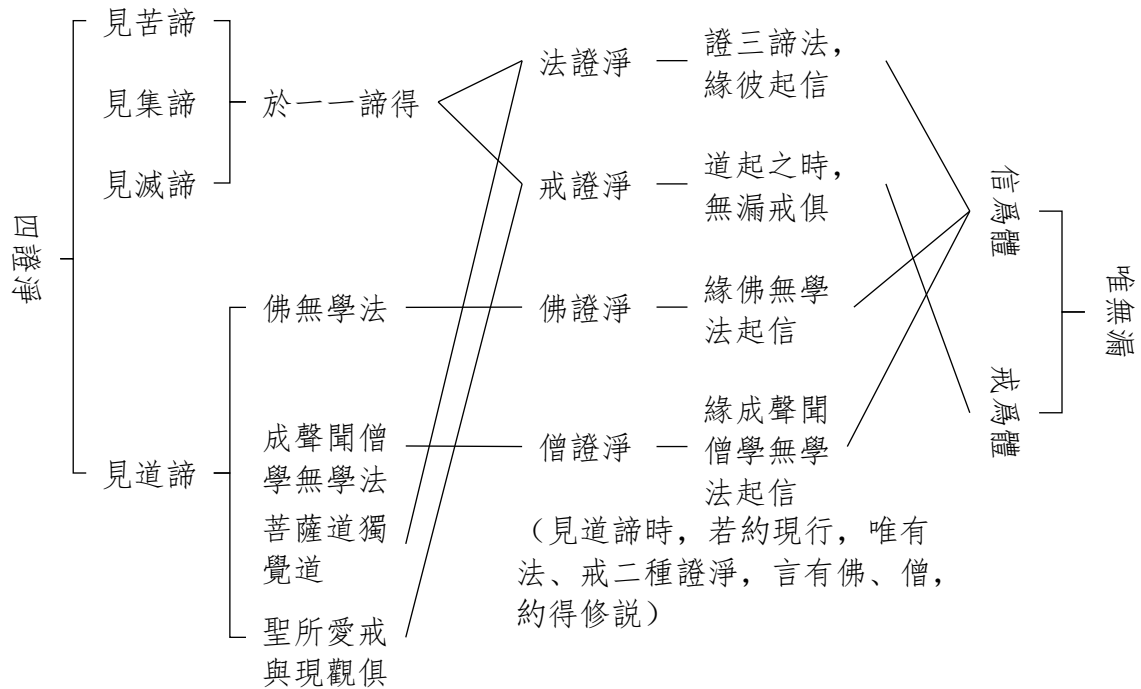 四證淨
見苦諦
見集諦
見滅諦
見道諦
於一一諦得
佛無學法
成聲聞僧
學無學法
菩薩道獨
覺道
聖所愛戒
與現觀俱
法證淨
戒證淨
佛證淨
僧證淨
證三諦法，
緣彼起信
道起之時，
無漏戒俱
緣佛無學
法起信
緣成聲聞
僧學無學
法起信
（見道諦時，若約現行，唯有
法、戒二種證淨，言有佛、僧，
約得修説）
信爲體
戒爲體
唯無漏